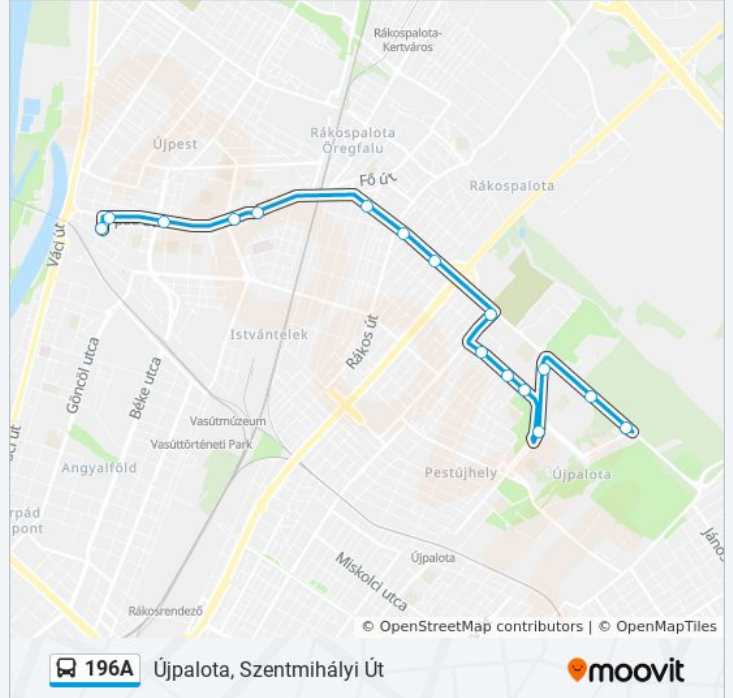 Rákospalota-
Kertváros
Rákospalota
Öregfalu
Újpest
Fő út
Rákospalota
Váci út
Istvántelek
Rákos út
Göncöl utca
Béke utca
Vasútmúzeum
Vasúttörténeti Park
Angyalföld
Pestújhely
Újpalota
Újpalota
Miskolci utca
Rákosrendező
© OpenStreetMap contributors | © OpenMapTiles
196A Újpalota, Szentmihályi Út
moovit